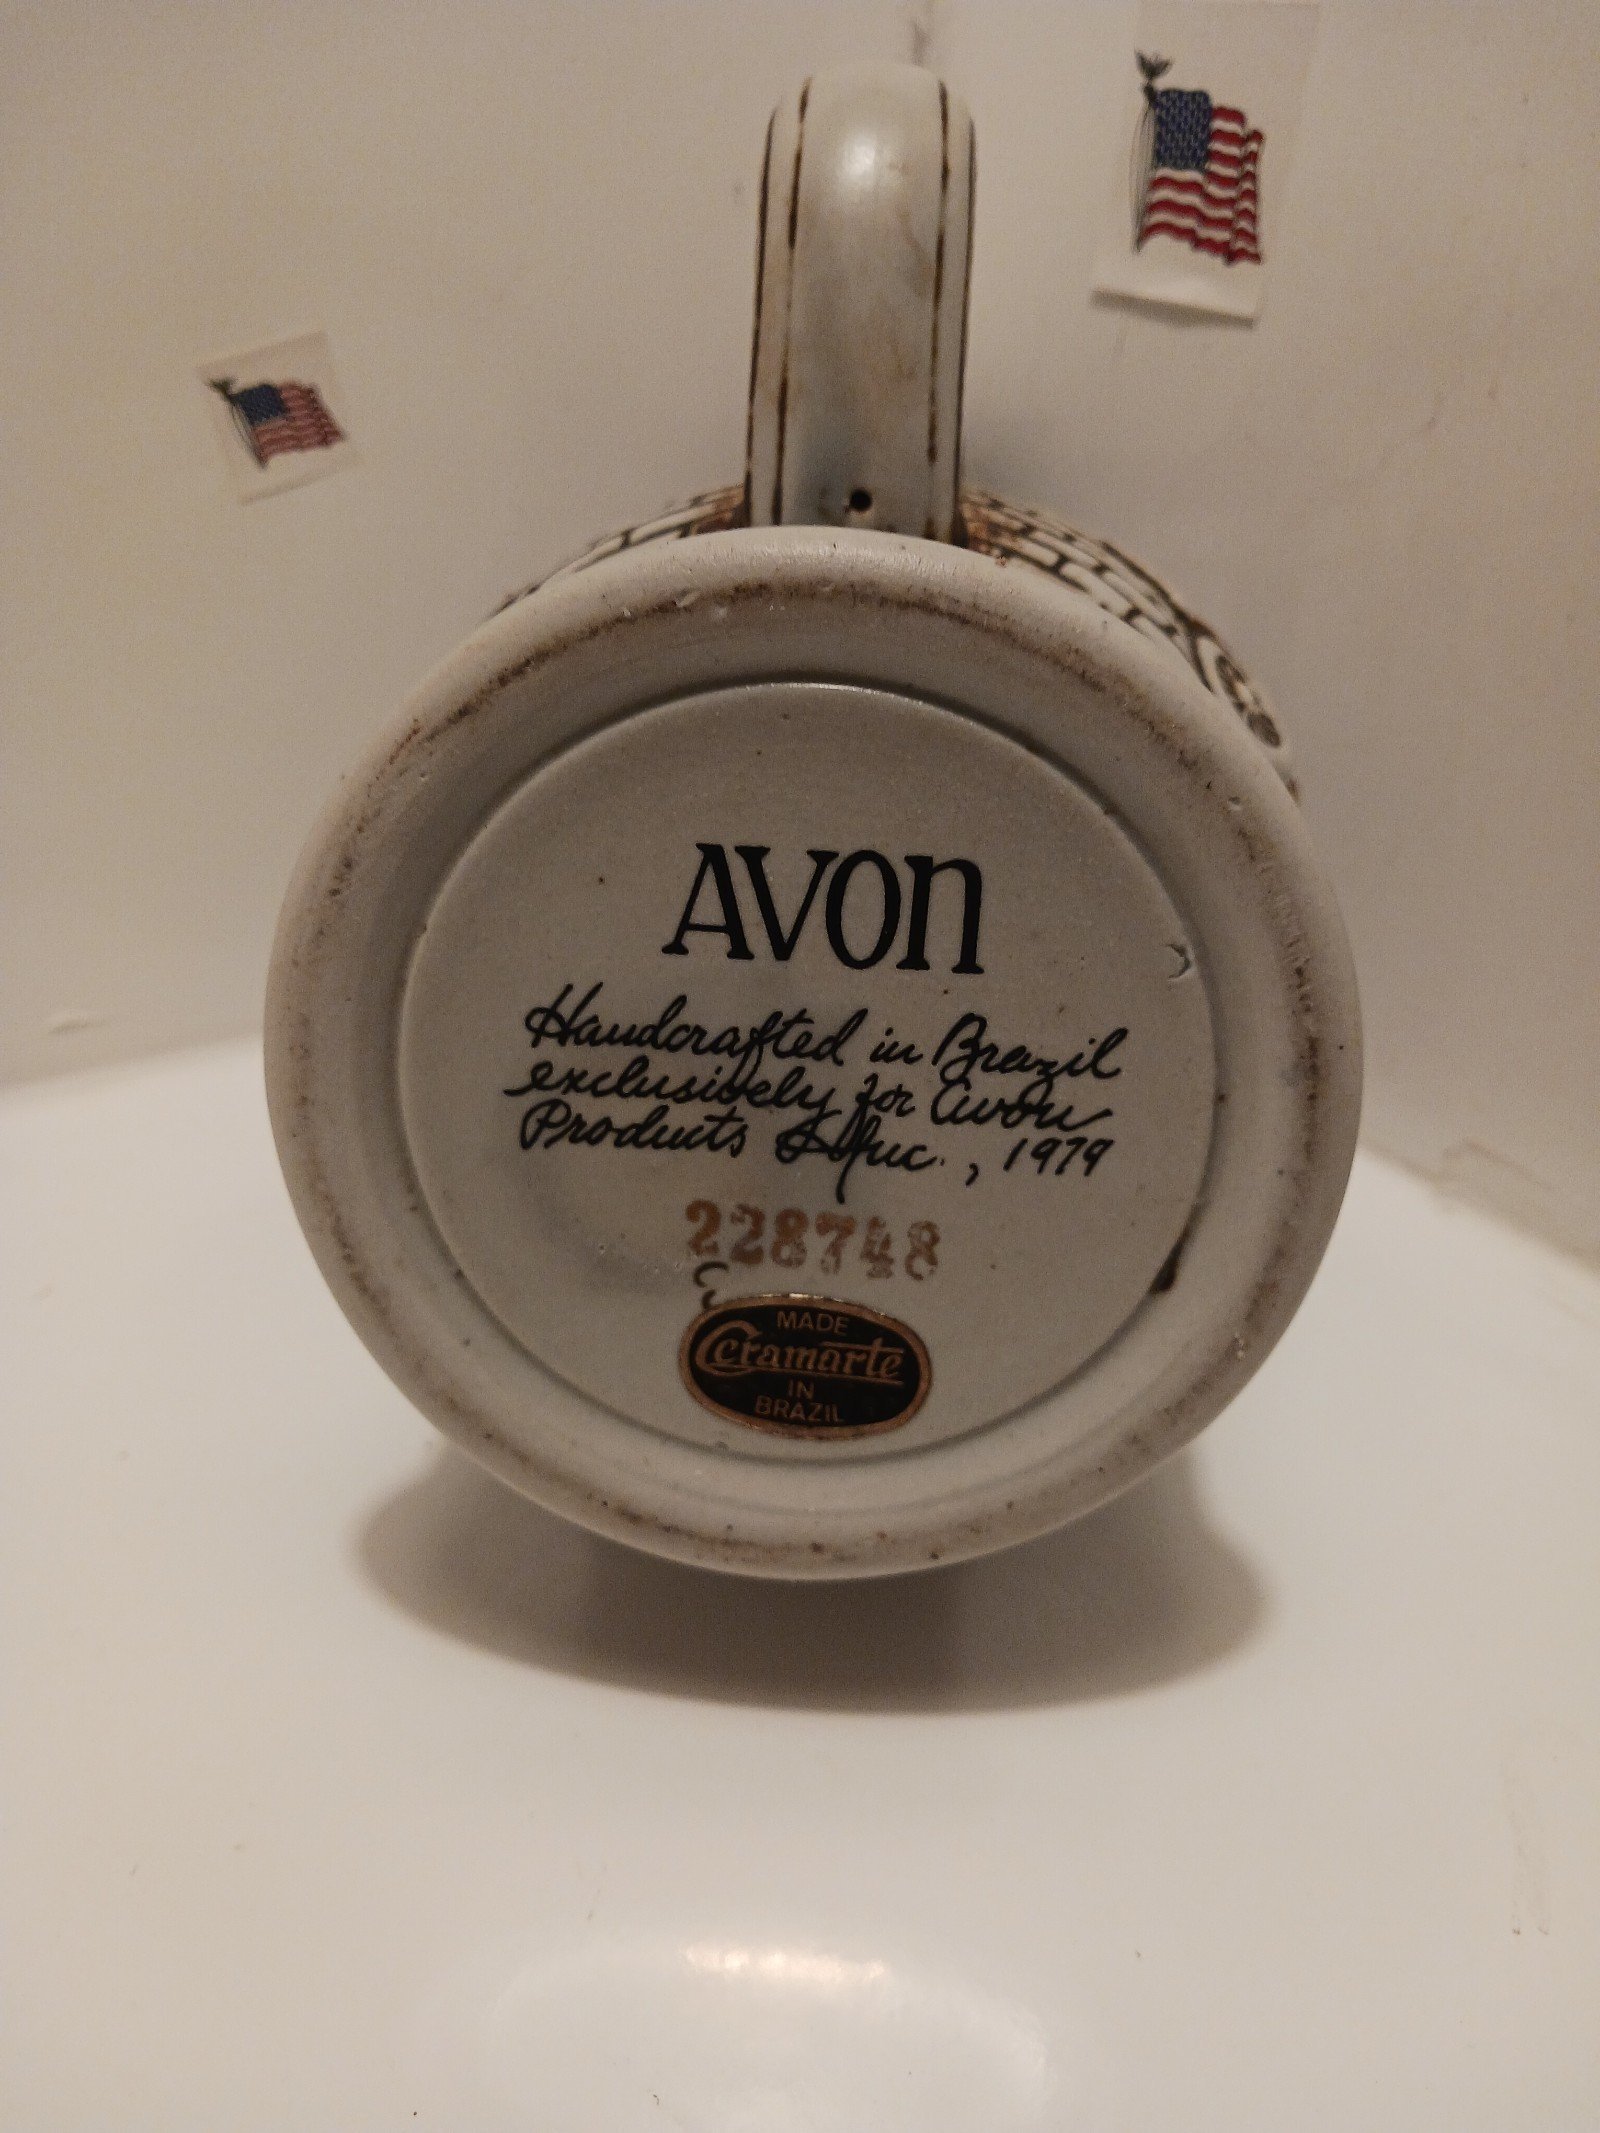 AVON
Handcrafted in Brazil
exclusively for Avon
Products Inc., 1979
228748
MADE
Ceramarte
IN
BRAZIL